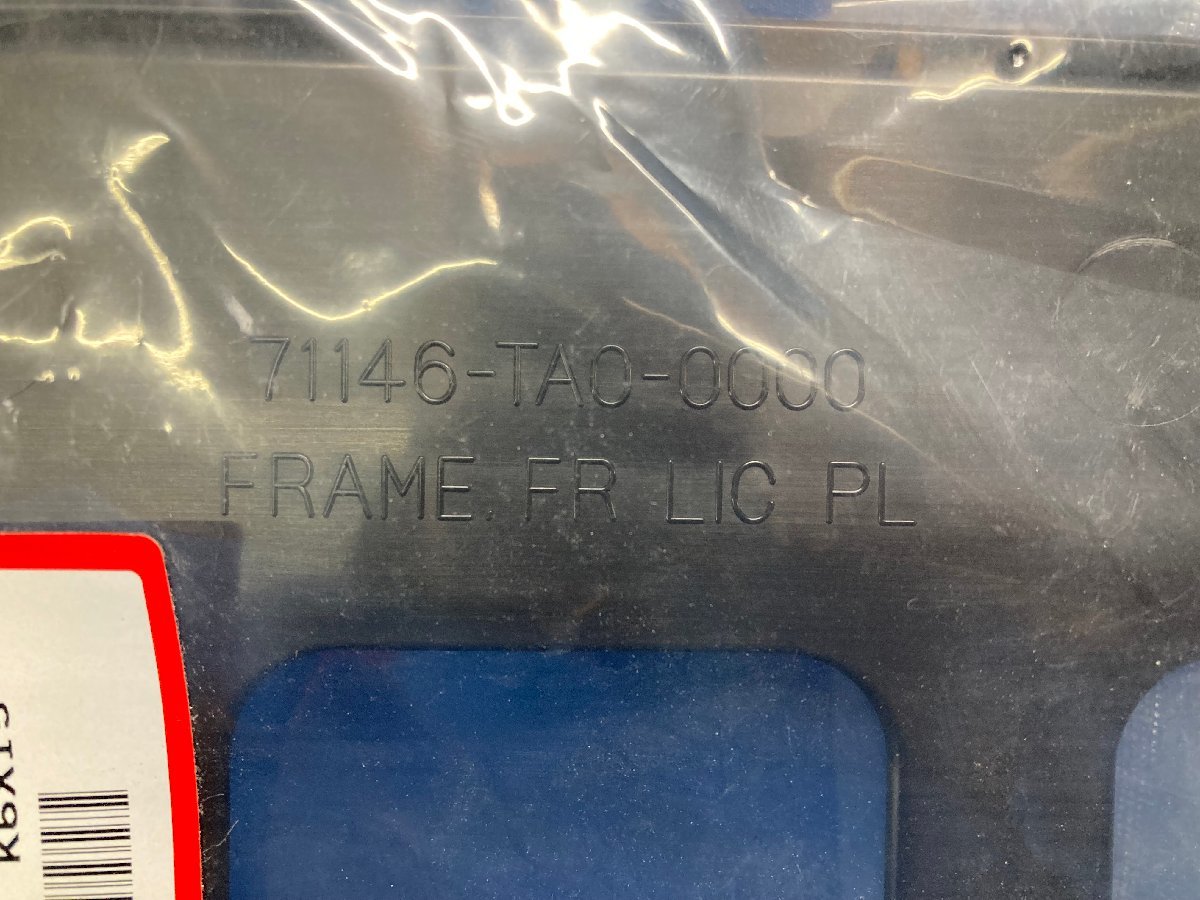 71146-TA0-0000
FRAME. FR LIC PL